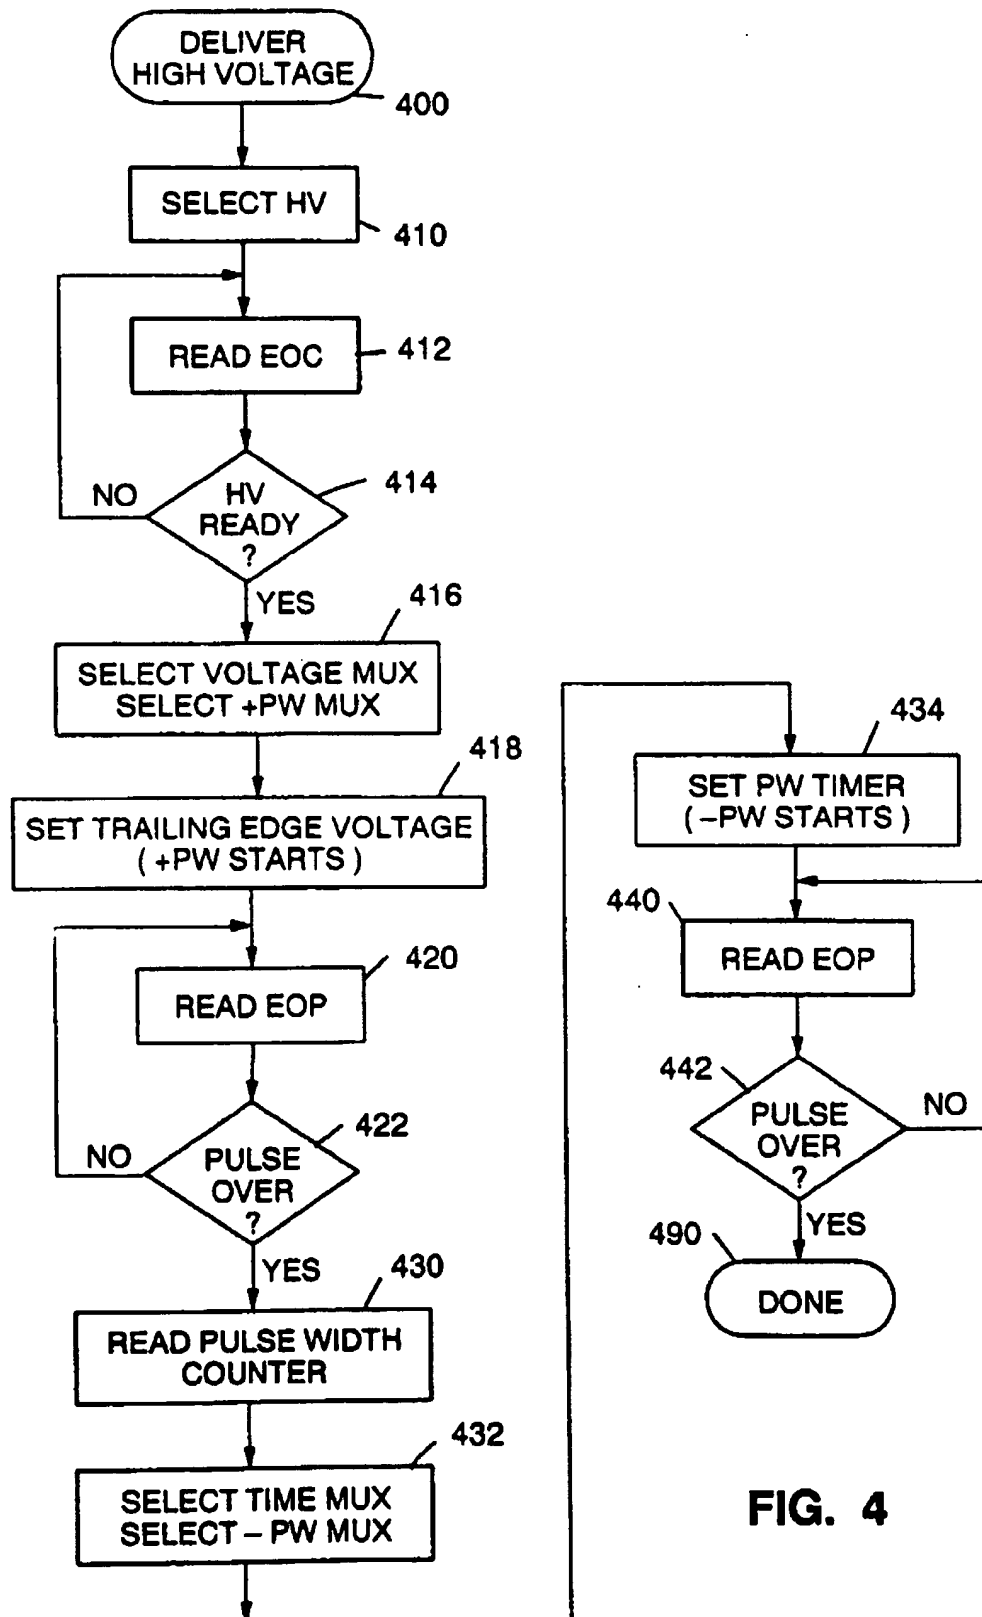 DELIVER
HIGH VOLTAGE
400
SELECT HV
410
READ EOC
412
HV
READY
?
414
NO
YES
416
SELECT VOLTAGE MUX
SELECT +PW MUX
418
SET TRAILING EDGE VOLTAGE
( +PW STARTS )
420
READ EOP
422
PULSE
OVER
?
NO
YES
430
READ PULSE WIDTH
COUNTER
432
SELECT TIME MUX
SELECT – PW MUX
434
SET PW TIMER
( –PW STARTS )
440
READ EOP
442
PULSE
OVER
?
NO
YES
490
DONE
FIG. 4